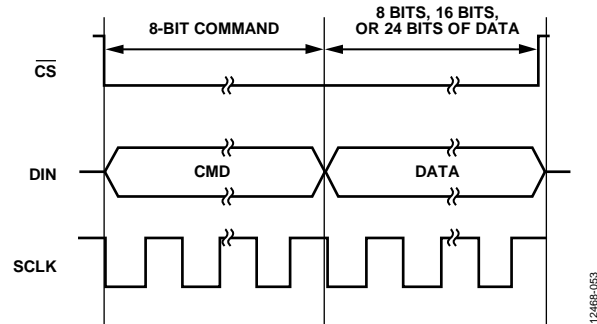 8-BIT COMMAND
8 BITS, 16 BITS,
OR 24 BITS OF DATA
CS
DIN
CMD
DATA
SCLK
12468-053